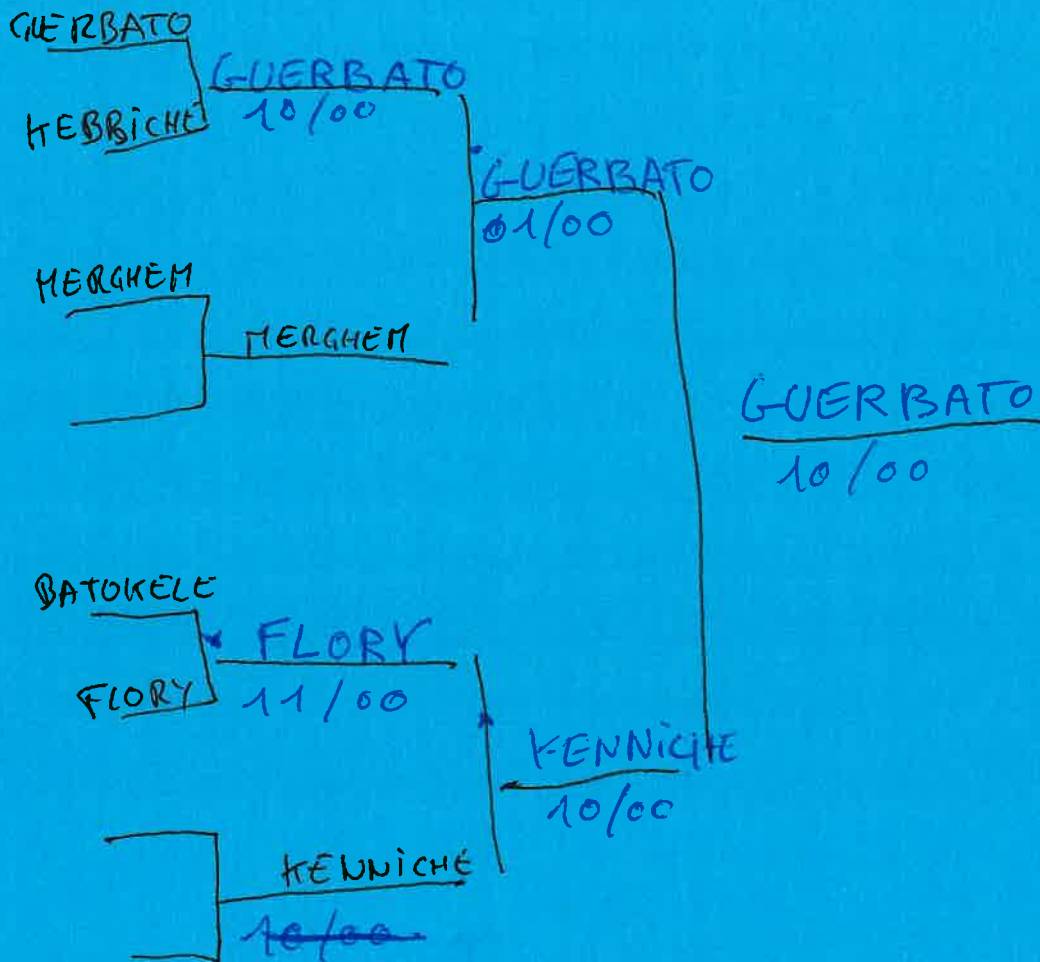 GUERBATO
GUERBATO
10/00
KEBBiCHE
GUERBATO
01/00
MERGHEM
MERGHEM
GUERBATO
10/00
BATOKELE
FLORY
FLORY
11/00
KENNiCHE
10/00
KENNiCHE
10/00